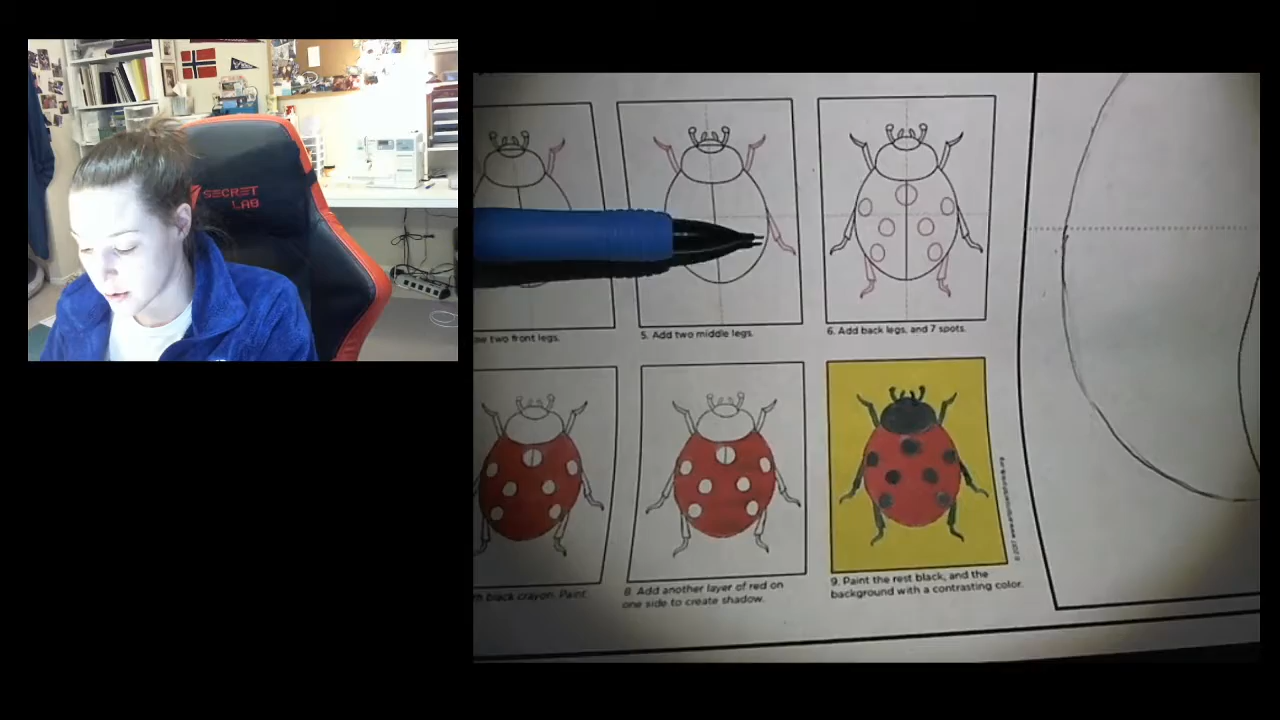 SECRET
LAB
two front legs.
5. Add two middle legs.
6. Add back legs, and 7 spots.
black crayon. Paint.
8 Add another layer of red on
one side to create shadow.
9. Paint the rest black, and the
background with a contrasting color.